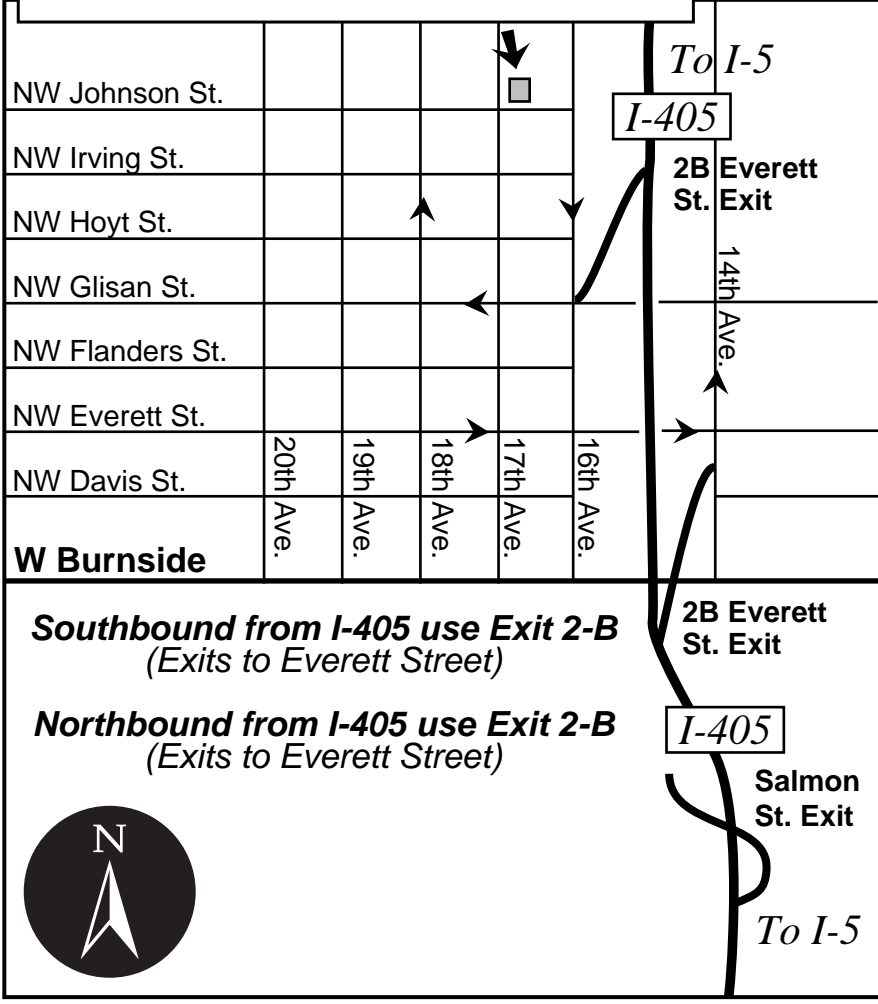 To I-5
NW Johnson St.
I-405
NW Irving St.
2B Everett
St. Exit
NW Hoyt St.
14th Ave.
NW Glisan St.
NW Flanders St.
NW Everett St.
20th Ave.
19th Ave.
18th Ave.
17th Ave.
16th Ave.
NW Davis St.
W Burnside
Southbound from I-405 use Exit 2-B
(Exits to Everett Street)
2B Everett
St. Exit
Northbound from I-405 use Exit 2-B
(Exits to Everett Street)
I-405
Salmon
St. Exit
N
To I-5